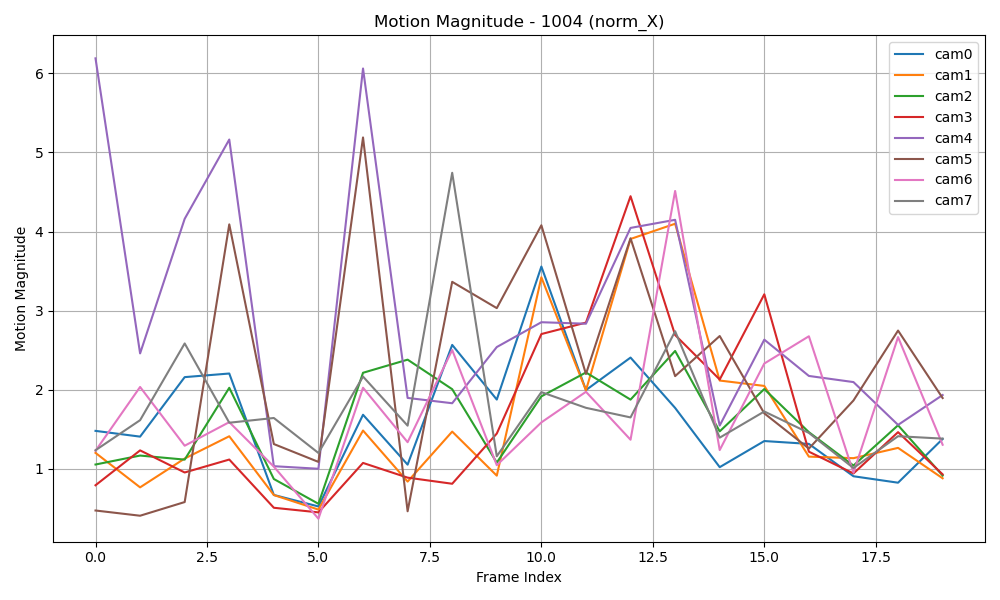 Motion Magnitude - 1004 (norm_X)
cam0
cam1
cam2
cam3
cam4
cam5
cam6
cam7
6
5
4
3
2
1
Motion Magnitude
0.0 2.5 5.0 7.5 10.0 12.5 15.0 17.5
Frame Index